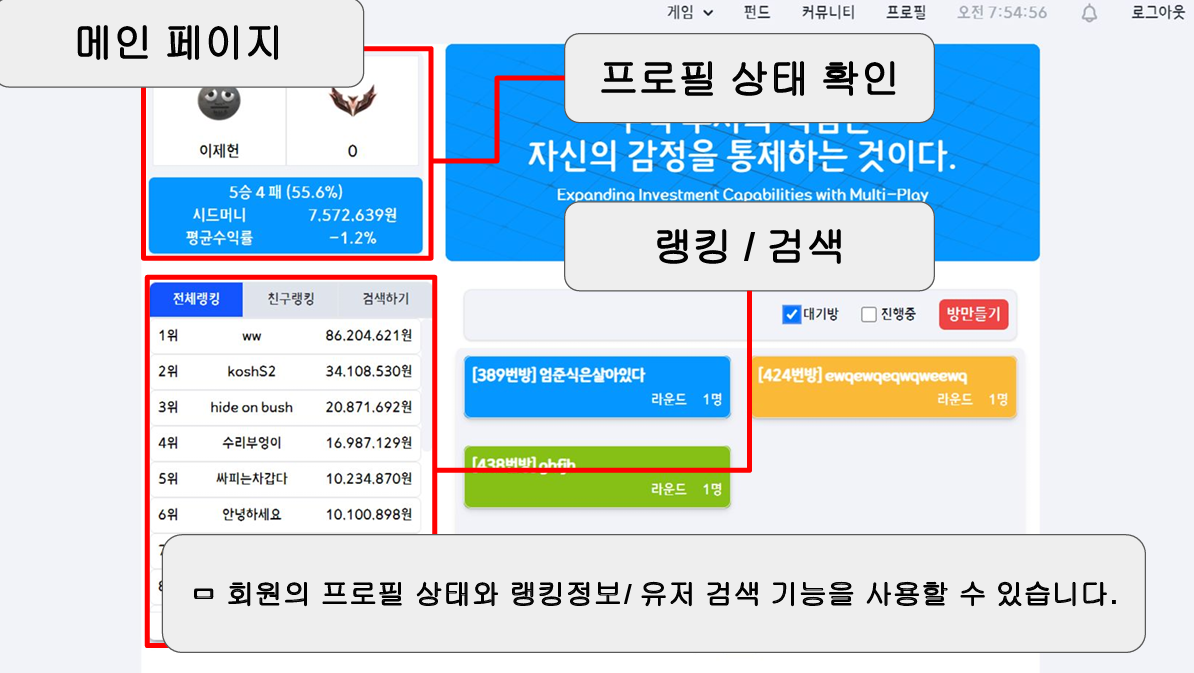 메인 페이지
게임 펀드 커뮤니티 프로필 오전 7:54:56 로그아웃
프로필 상태 확인
이제헌 0
5승 4 패 (55.6%)
시드머니 7.572.639원
평균수익률 -1.2%
자신의 감정을 통제하는 것이다.
Expanding Investment Capabilities with Multi-Play
랭킹 / 검색
전체랭킹 친구랭킹 검색하기
대기방 진행중 방만들기
1위 ww 86.204.621원
2위 koshS2 34.108.530원
3위 hide on bush 20.871.692원
4위 수리부엉이 16.987.129원
5위 싸피는차갑다 10.234.870원
6위 안녕하세요 10.100.898원
[389번방] 엄준식은살아있다
라운드 1명
[424번방] ewqewqeqwqweewq
라운드 1명
[438번방] ghfjh
라운드 1명
ㅁ 회원의 프로필 상태와 랭킹정보/ 유저 검색 기능을 사용할 수 있습니다.